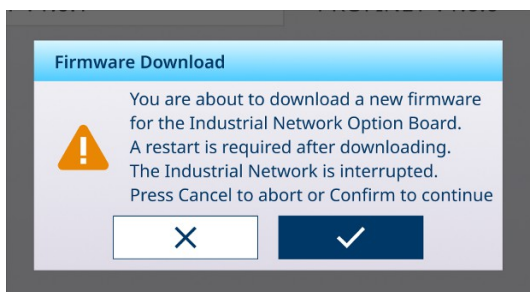 Firmware Download
You are about to download a new firmware
for the Industrial Network Option Board.
A restart is required after downloading.
The Industrial Network is interrupted.
Press Cancel to abort or Confirm to continue